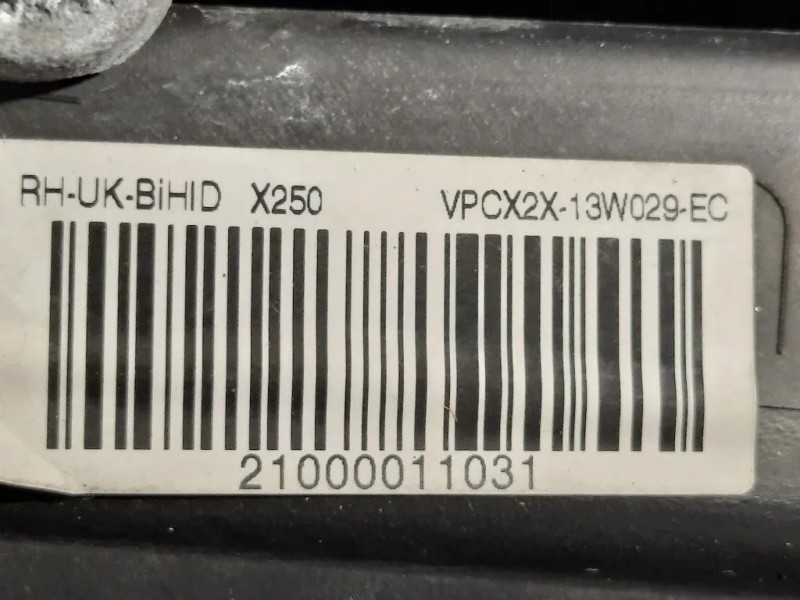 RH-UK-BiHID X250 VPCX2X-13W029-EC
21000011031